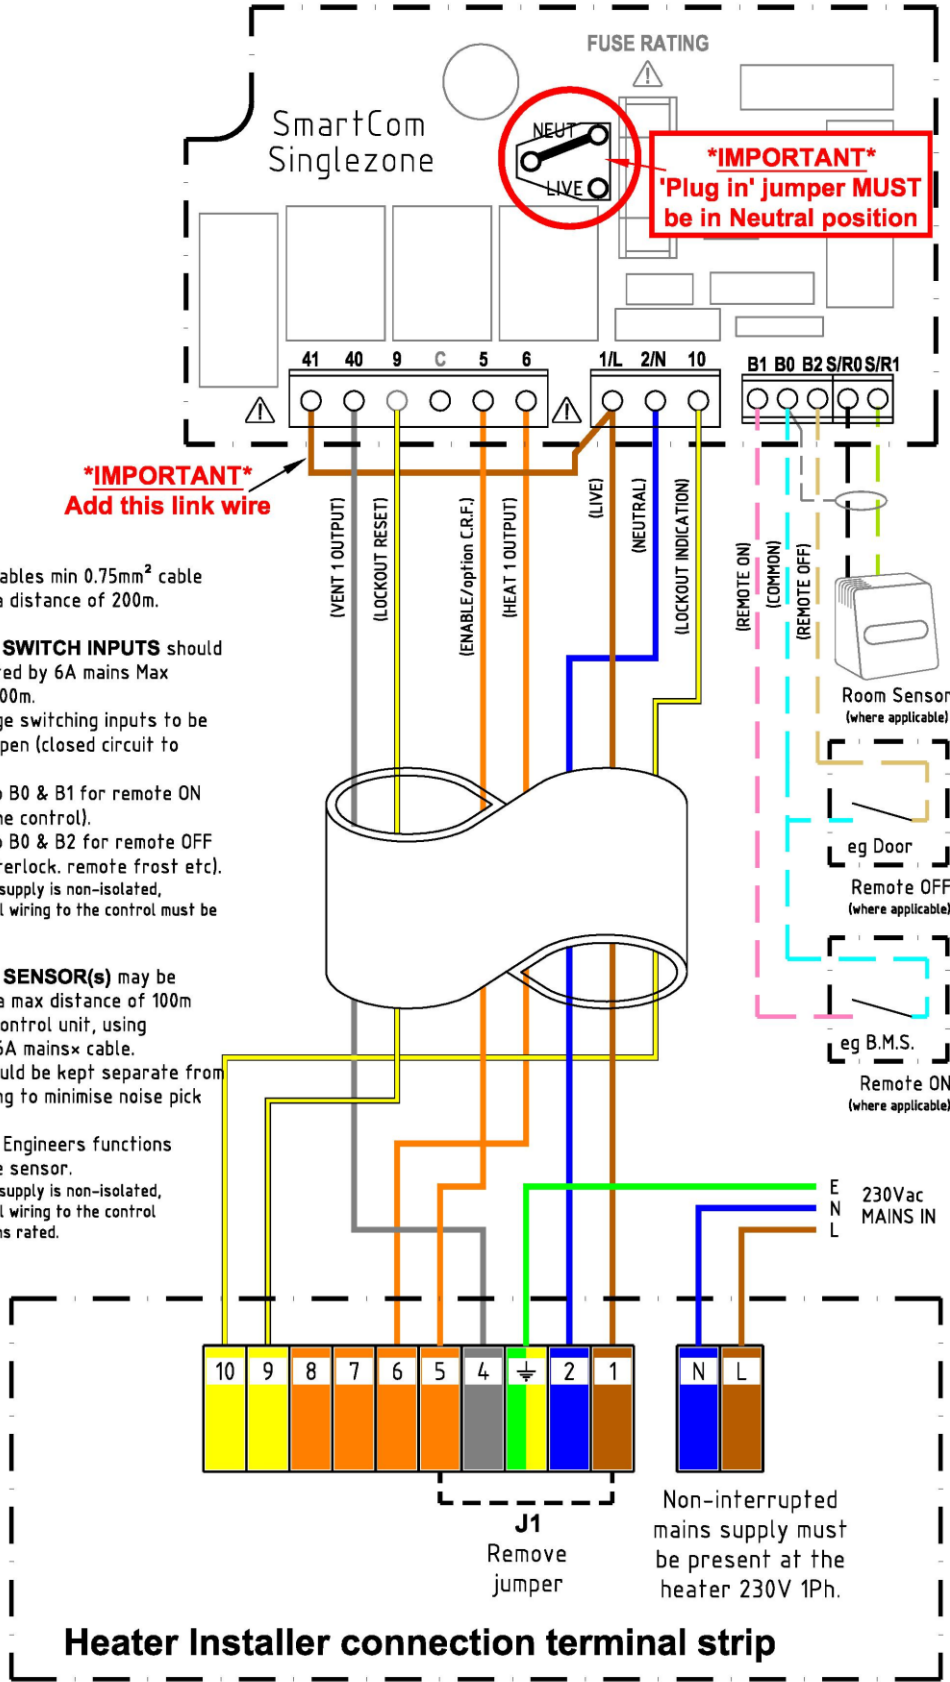 FUSE RATING
SmartCom
Singlezone
NEUT
LIVE
*IMPORTANT*
'Plug in' jumper MUST
be in Neutral position
41 40 9 C 5 6 1/L 2/N 10 B1 B0 B2 S/R0 S/R1
*IMPORTANT*
Add this link wire
(VENT 1 OUTPUT)
(LOCKOUT RESET)
(ENABLE/option C.R.F.)
(HEAT 1 OUTPUT)
(LIVE)
(NEUTRAL)
(LOCKOUT INDICATION)
(REMOTE ON)
(COMMON)
(REMOTE OFF)
ables min 0.75mm² cable
a distance of 200m.
SWITCH INPUTS should
ed by 6A mains Max
00m.
ge switching inputs to be
pen (closed circuit to
o B0 & B1 for remote ON
ne control).
o B0 & B2 for remote OFF
terlock. remote frost etc).
supply is non-isolated,
l wiring to the control must be
SENSOR(s) may be
a max distance of 100m
ontrol unit, using
6A mains× cable.
uld be kept separate from
ng to minimise noise pick
Engineers functions
e sensor.
supply is non-isolated,
l wiring to the control
ns rated.
Room Sensor
(where applicable)
eg Door
Remote OFF
(where applicable)
eg B.M.S.
Remote ON
(where applicable)
E
N
L
230Vac
MAINS IN
10 9 8 7 6 5 4 2 1 N L
J1
Remove
jumper
Non-interrupted
mains supply must
be present at the
heater 230V 1Ph.
Heater Installer connection terminal strip